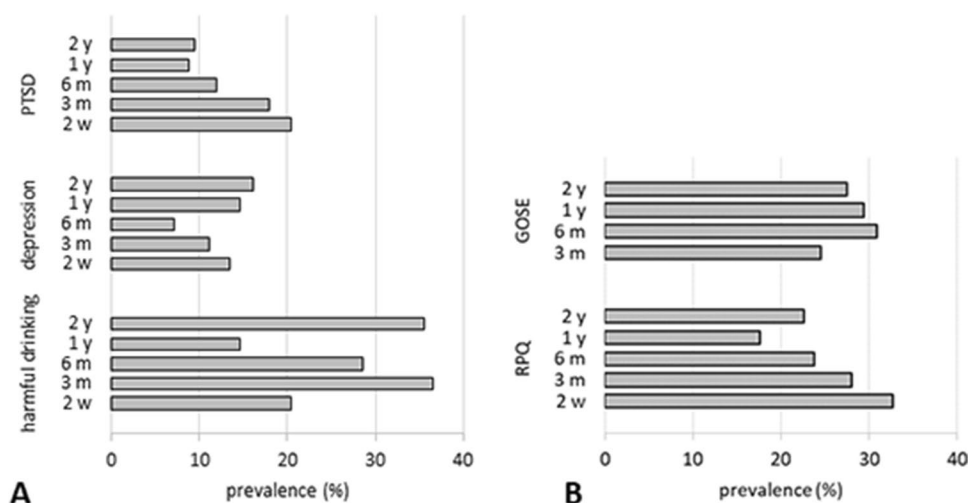 PTSD
2 y
1 y
6 m
3 m
2 w
depression
2 y
1 y
6 m
3 m
2 w
harmful drinking
2 y
1 y
6 m
3 m
2 w
0 10 20 30 40
prevalence (%)
A
GOSE
2 y
1 y
6 m
3 m
RPQ
2 y
1 y
6 m
3 m
2 w
0 10 20 30 40
prevalence (%)
B